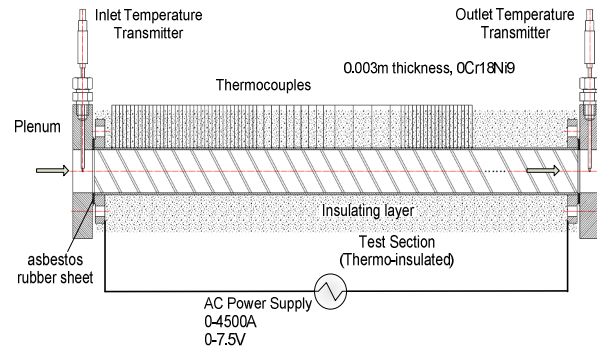 Inlet Temperature
Transmitter
Outlet Temperature
Transmitter
0.003m thickness, 0Cr18Ni9
Thermocouples
Plenum
Insulating layer
asbestos
rubber sheet
Test Section
(Thermo-insulated)
AC Power Supply
0-4500A
0-7.5V